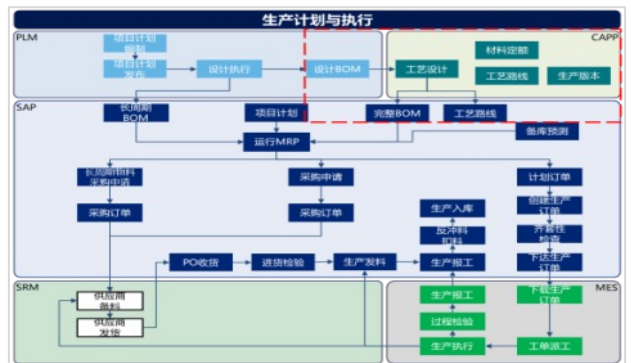 生产计划与执行
PLM
CAPP
项目计划
编制
项目计划
发布
设计执行
设计BOM
工艺设计
材料定额
工艺路线
生产版本
SAP
长周期
BOM
项目计划
完整BOM
工艺路线
备库预测
运行MRP
长周期物料
采购申请
采购申请
计划订单
采购订单
采购订单
生产入库
创建生产
订单
反冲料
扣料
齐套性
检查
PO收货
进货检验
生产发料
生产报工
下达生产
订单
SRM
MES
供应商
备料
生产报工
下载生产
订单
供应商
发货
过程检验
生产执行
工单派工